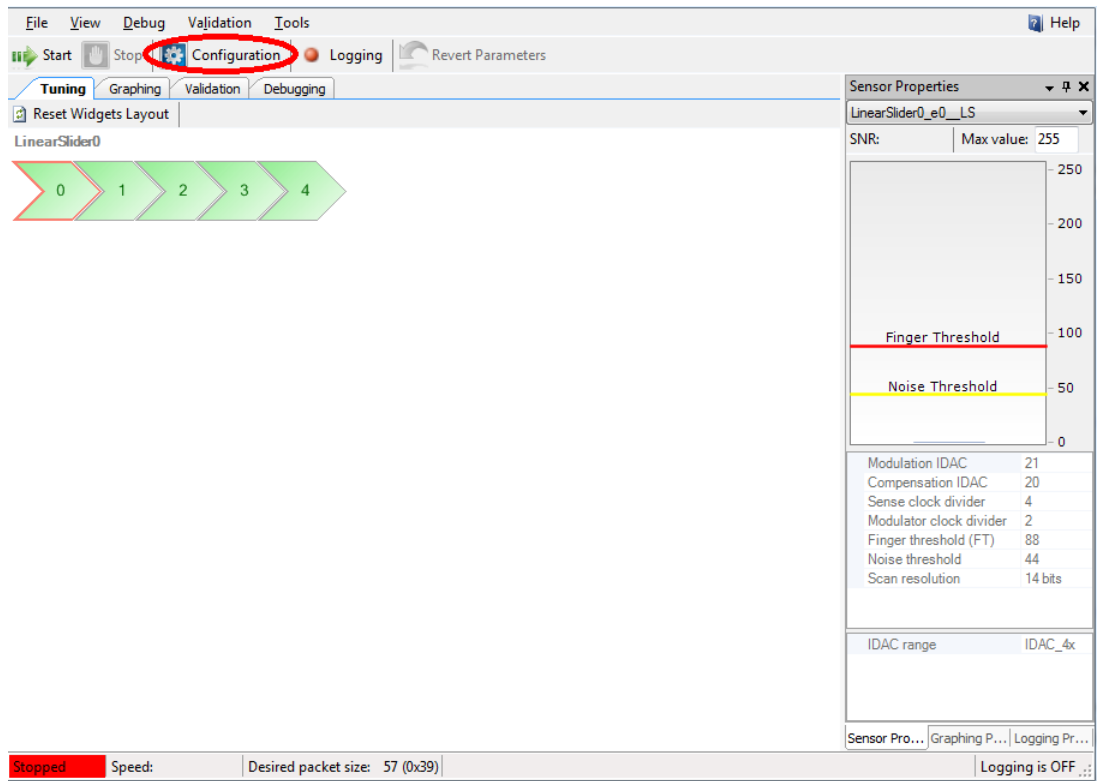 File View Debug Validation Tools Help
Start Stop Configuration Logging Revert Parameters
Tuning Graphing Validation Debugging
Reset Widgets Layout
LinearSlider0
0 1 2 3 4
Sensor Properties
LinearSlider0_e0__LS
SNR: Max value: 255
250
200
150
100
50
0
Finger Threshold
Noise Threshold
Modulation IDAC 21
Compensation IDAC 20
Sense clock divider 4
Modulator clock divider 2
Finger threshold (FT) 88
Noise threshold 44
Scan resolution 14 bits
IDAC range IDAC_4x
Sensor Pro... Graphing P... Logging Pr...
Stopped Speed: Desired packet size: 57 (0x39) Logging is OFF